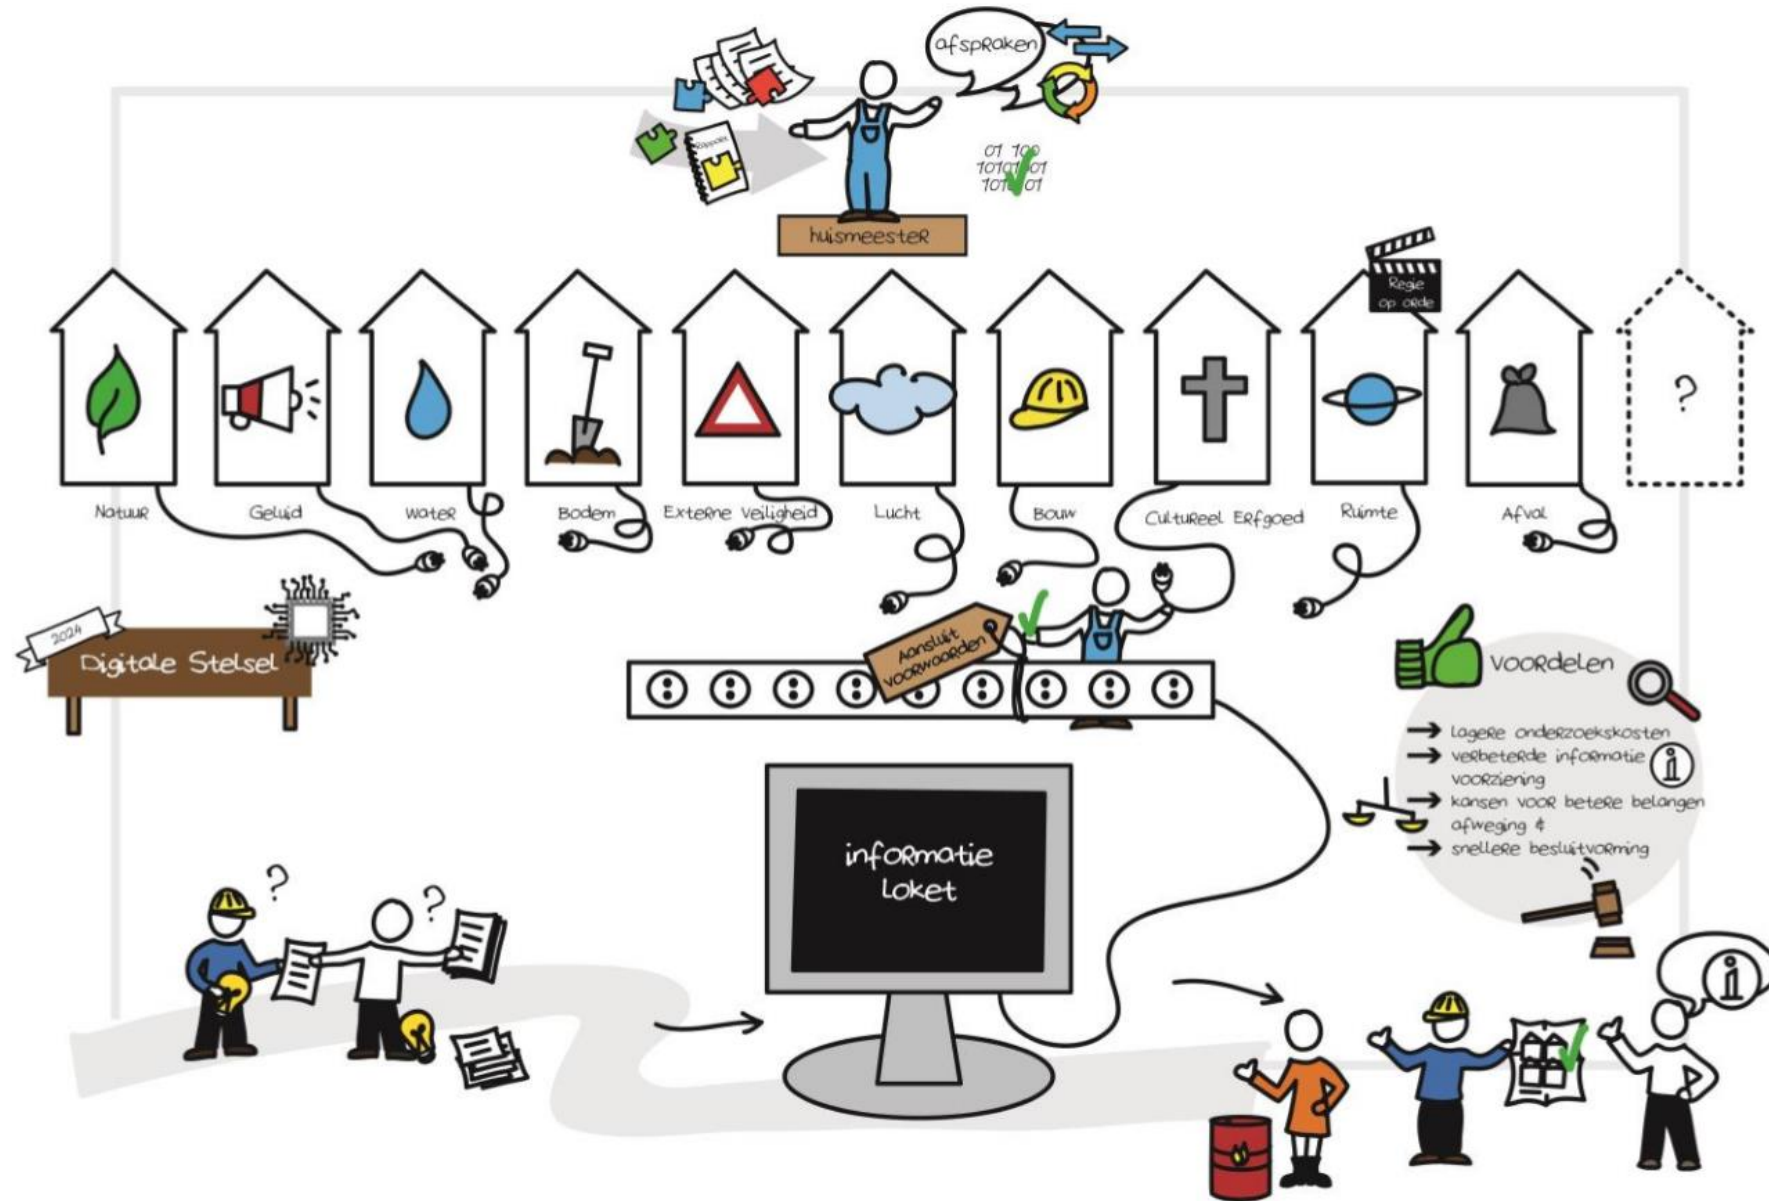 afspraken
Rapport
01 100
huismeester
Regie
op orde
?
Natuur
Geluid
Water
Bodem
Externe Veiligheid
Lucht
Bouw
Cultureel Erfgoed
Ruimte
Afval
2024
Digitale Stelsel
Aansluit
voorwaarden
Voordelen
→ lagere onderzoekskosten
→ verbeterde informatie
voorziening
i
→ kansen voor betere belangen
afweging &
→ snellere besluitvorming
informatie
Loket
?
?
i